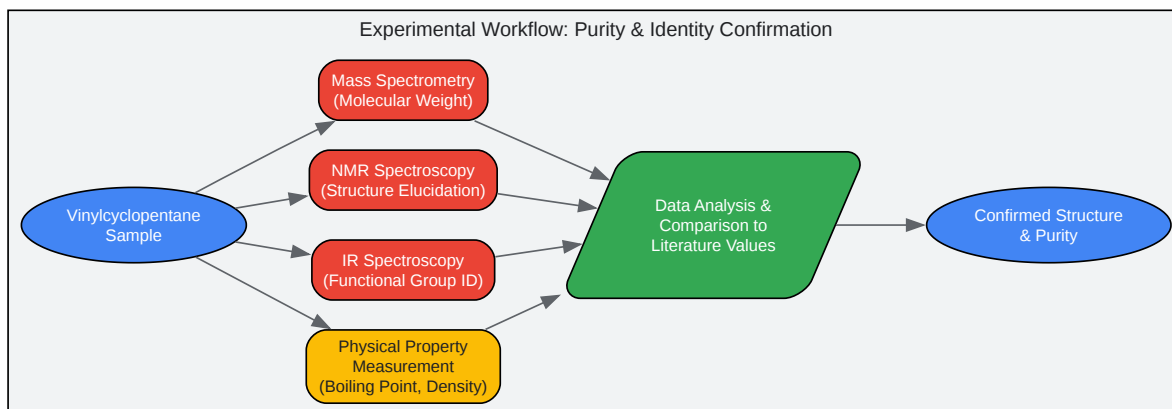 Experimental Workflow: Purity & Identity Confirmation
Mass Spectrometry
(Molecular Weight)
NMR Spectroscopy
(Structure Elucidation)
Vinylcyclopentane
Sample
IR Spectroscopy
(Functional Group ID)
Physical Property
Measurement
(Boiling Point, Density)
Data Analysis &
Comparison to
Literature Values
Confirmed Structure
& Purity